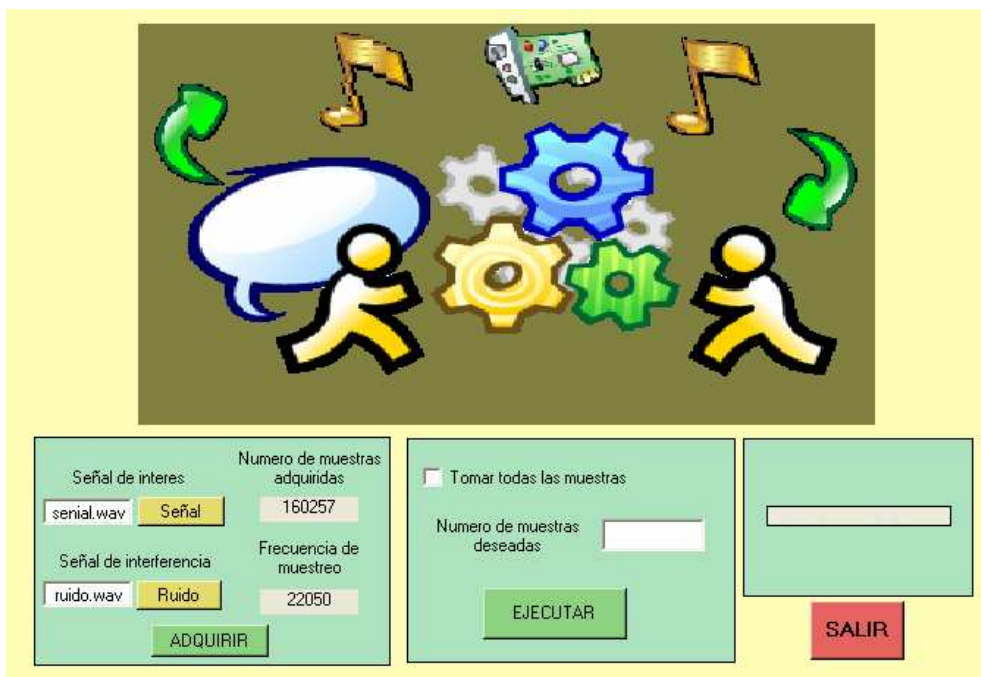 Señal de interes
senial.wav
Señal
Señal de interferencia
ruido.wav
Ruido
Numero de muestras
adquiridas
160257
Frecuencia de
muestreo
22050
ADQUIRIR
Tomar todas las muestras
Numero de muestras
deseadas
EJECUTAR
SALIR